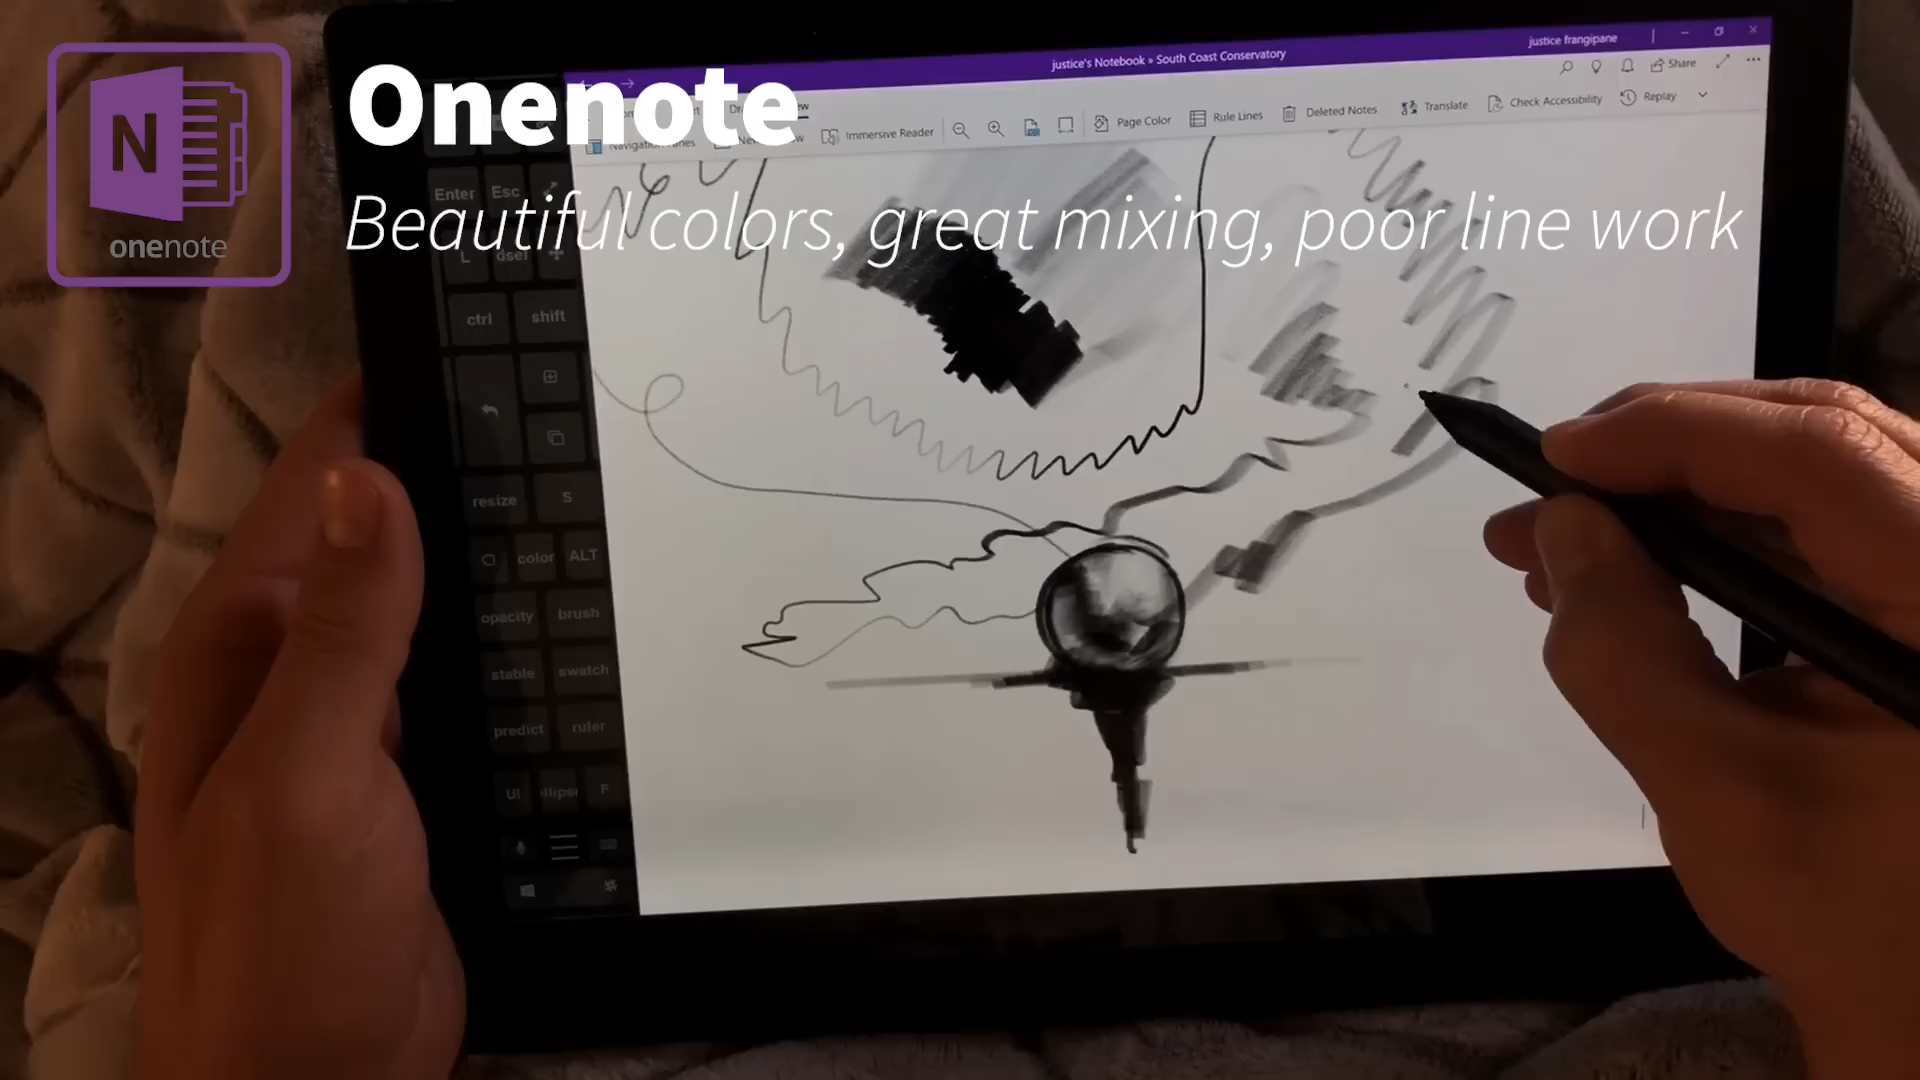 Onenote
Beautiful colors, great mixing, poor line work
N
onenote
justice's Notebook » South Coast Conservatory
justice frangipane
Share
Immersive Reader
Page Color
Rule Lines
Deleted Notes
Translate
Check Accessibility
Replay
Enter Esc
L dsel
ctrl shift
resize S
color ALT
opacity brush
stable swatch
predict ruler
UI llipse F